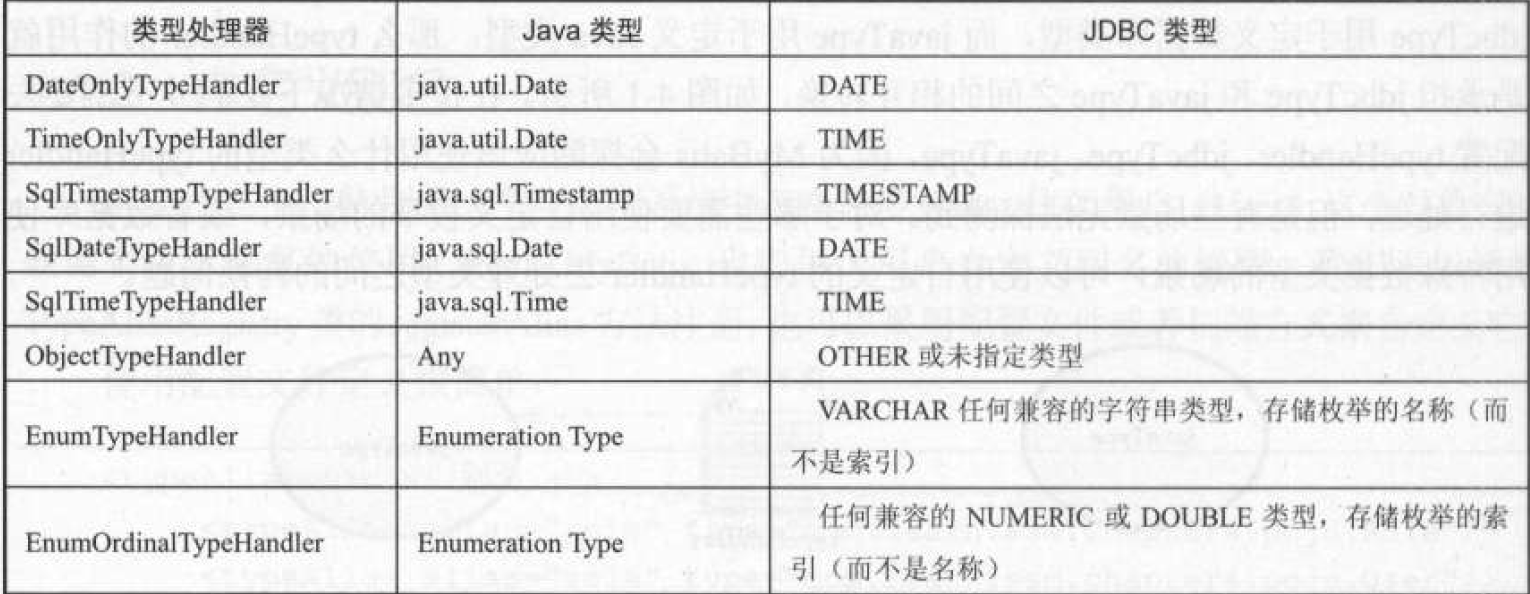 类型处理器 Java 类型 JDBC 类型
DateOnlyTypeHandler java.util.Date DATE
TimeOnlyTypeHandler java.util.Date TIME
SqlTimestampTypeHandler java.sql.Timestamp TIMESTAMP
SqlDateTypeHandler java.sql.Date DATE
SqlTimeTypeHandler java.sql.Time TIME
ObjectTypeHandler Any OTHER 或未指定类型
EnumTypeHandler Enumeration Type VARCHAR 任何兼容的字符串类型，存储枚举的名称（而
不是索引）
EnumOrdinalTypeHandler Enumeration Type 任何兼容的 NUMERIC 或 DOUBLE 类型，存储枚举的索
引（而不是名称）